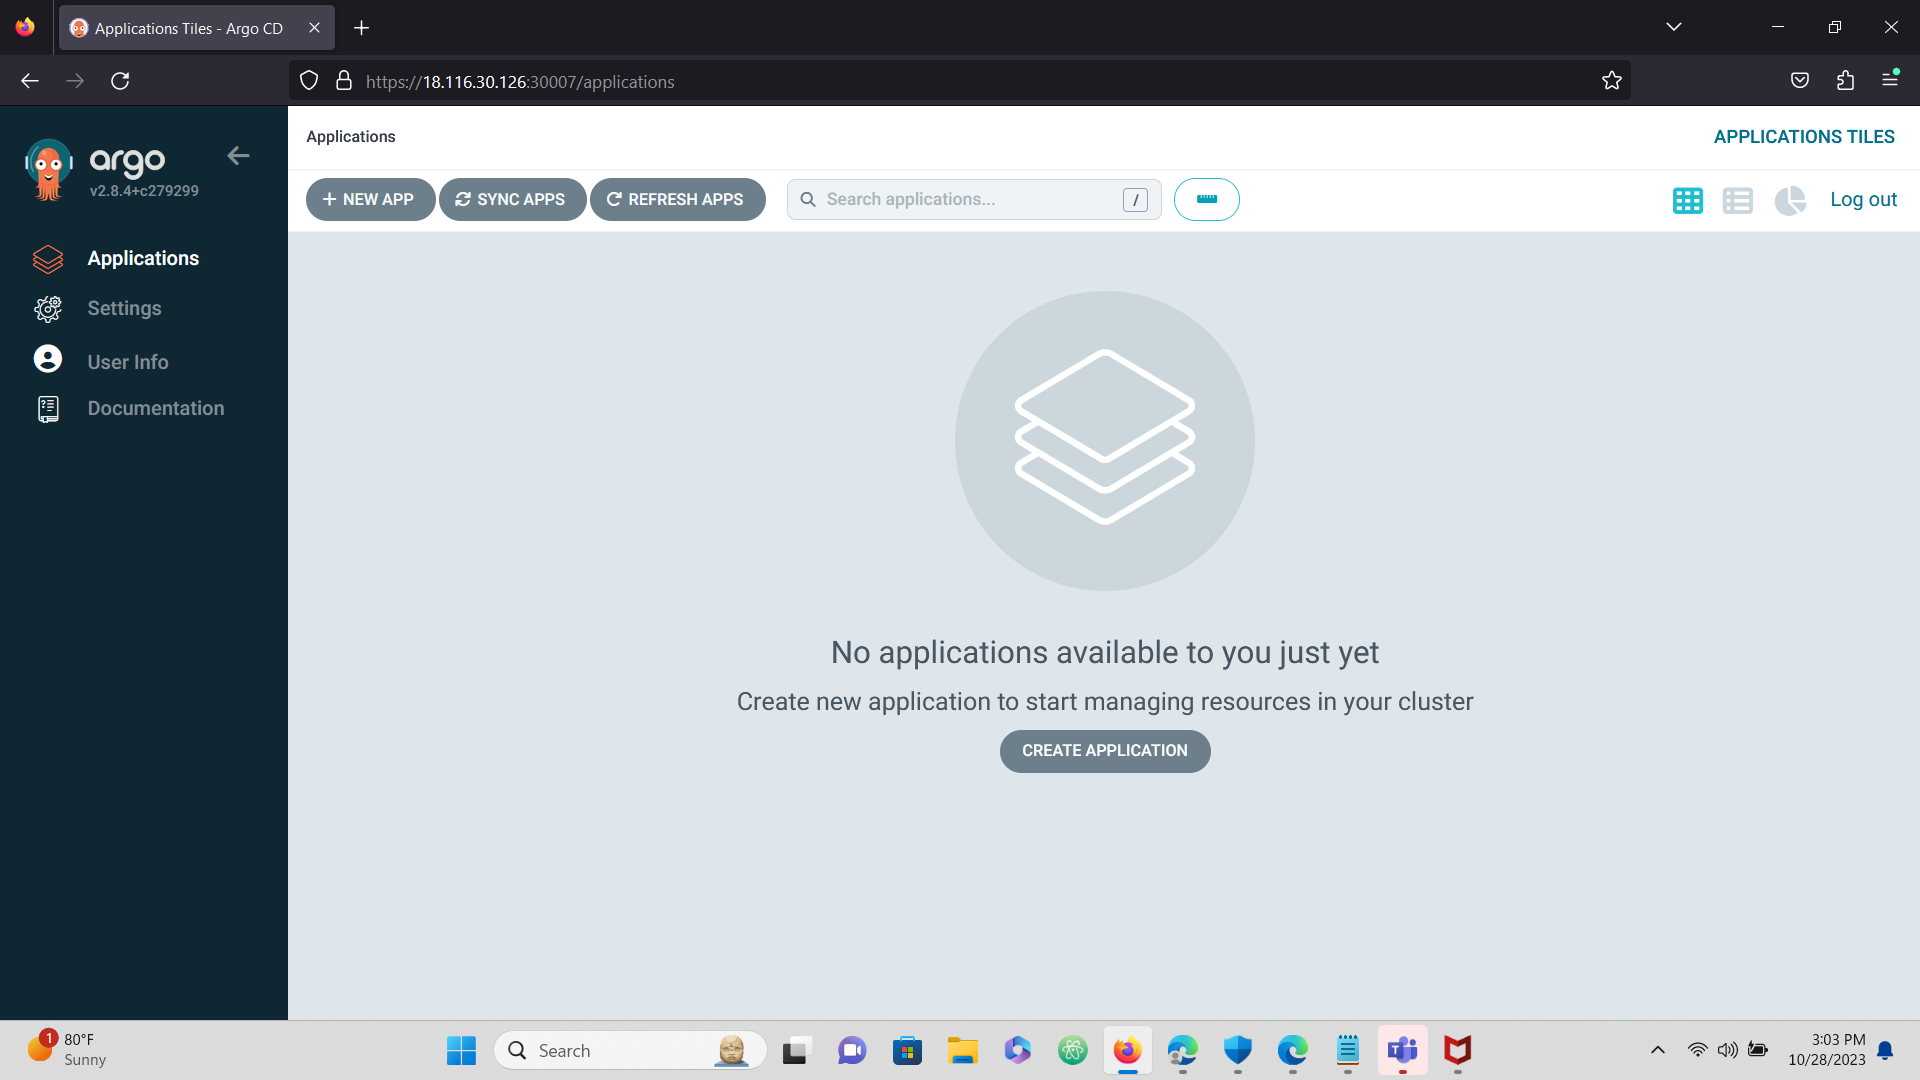 Applications Tiles - Argo CD
https://18.116.30.126:30007/applications
argo
v2.8.4+c279299
Applications
Settings
User Info
Documentation
Applications
APPLICATIONS TILES
+ NEW APP
SYNC APPS
REFRESH APPS
Search applications...
/
Log out
No applications available to you just yet
Create new application to start managing resources in your cluster
CREATE APPLICATION
1
80°F
Sunny
Search
T
3:03 PM
10/28/2023